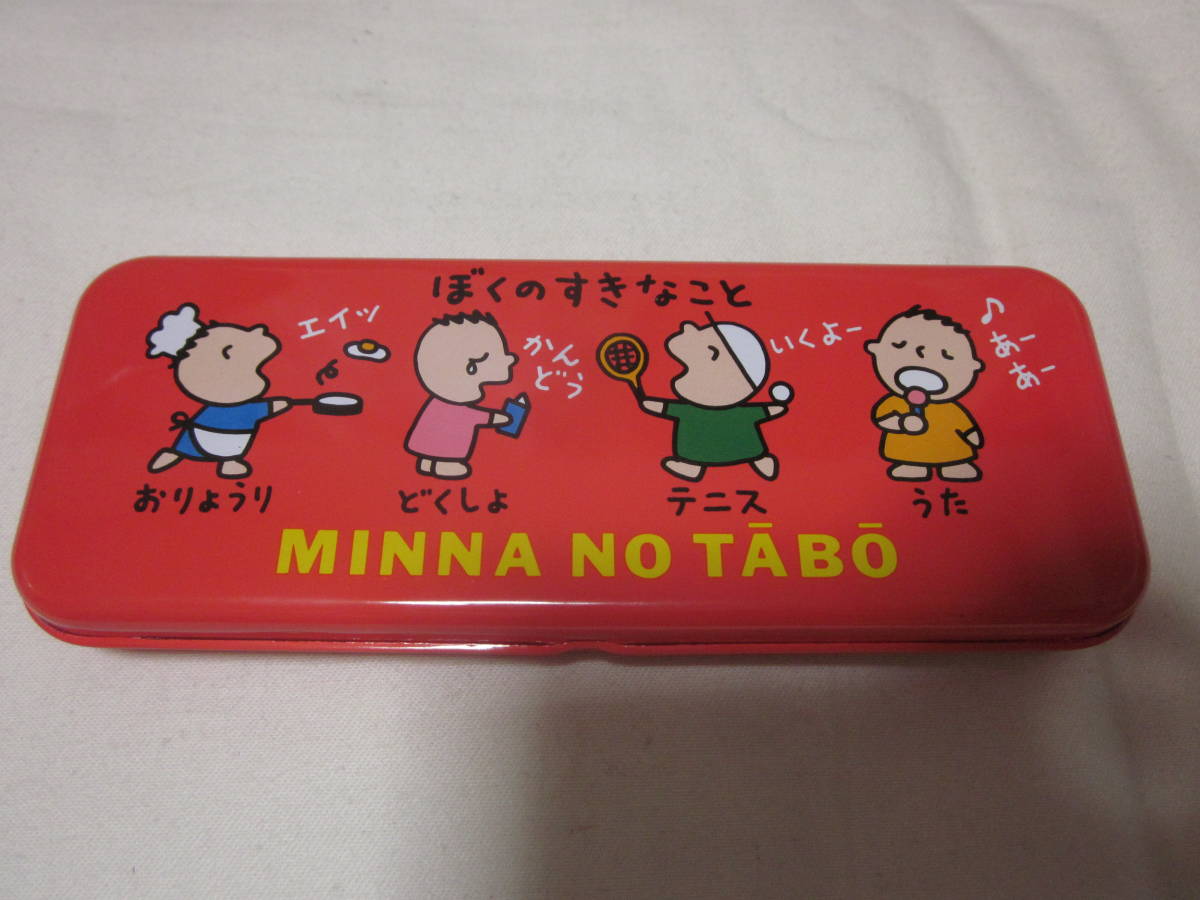 ぼくのすきなこと
エイッ
かん
どう
いくよー
♪あー
あー
おりょうり
どくしょ
テニス
うた
MINNA NO TĀBŌ